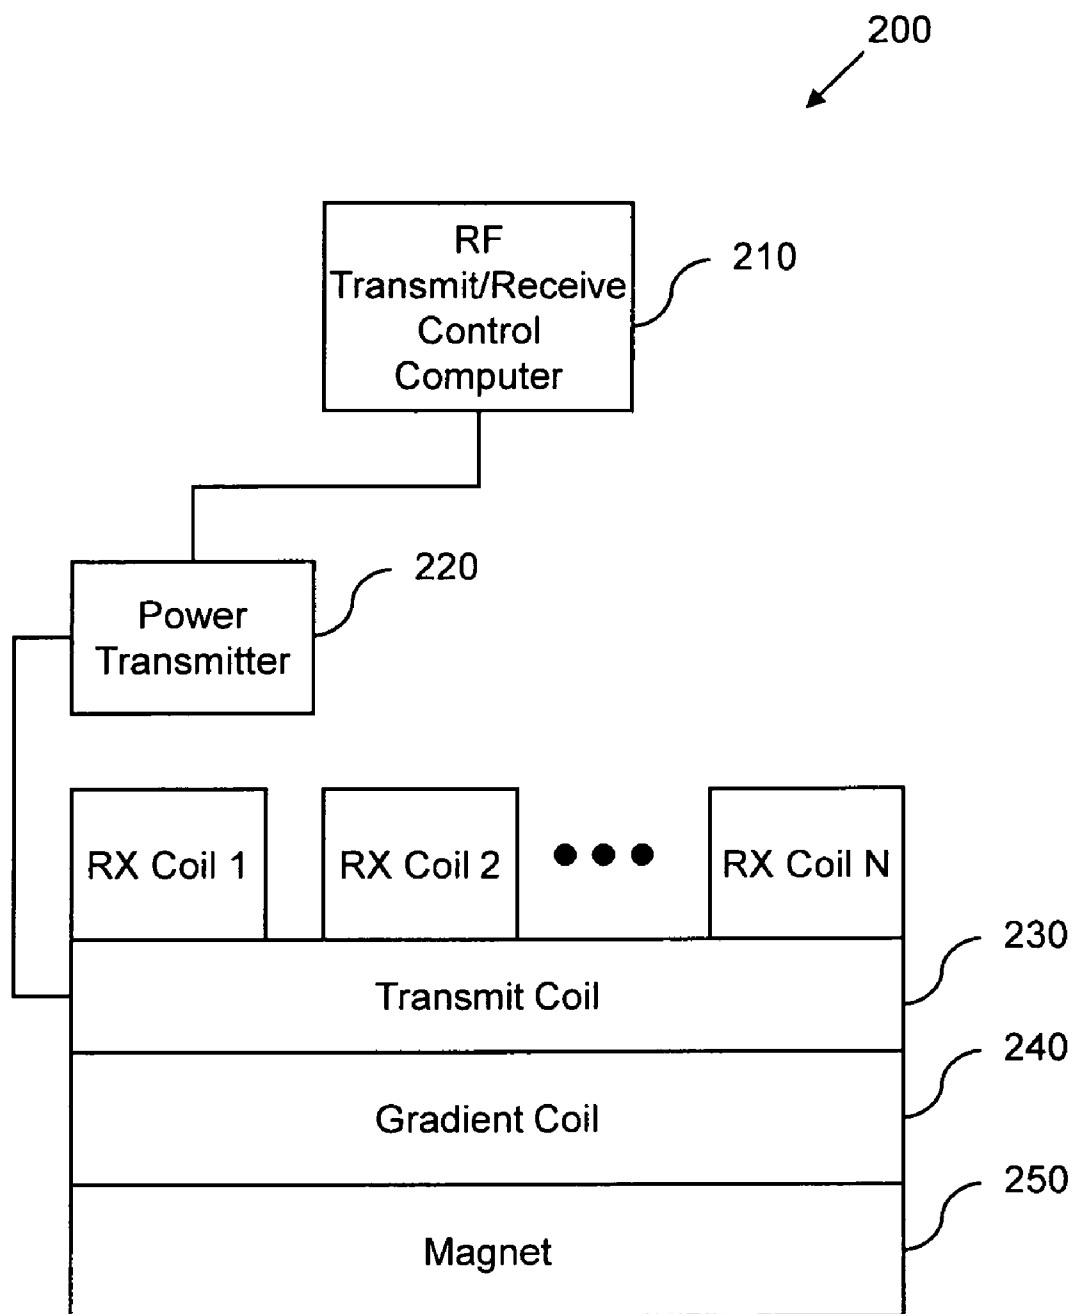 200
RF
Transmit/Receive
Control
Computer
210
220
Power
Transmitter
RX Coil 1
RX Coil 2
RX Coil N
230
Transmit Coil
240
Gradient Coil
250
Magnet